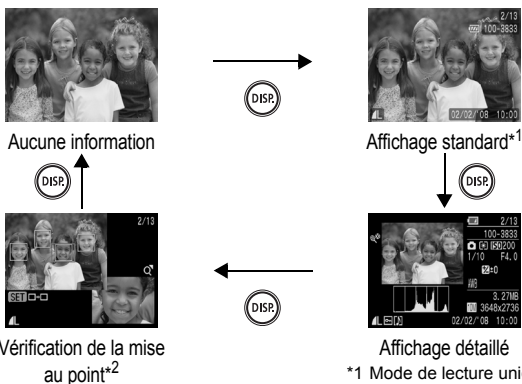 2/13
100-3833
L
02/02/'08 10:00
Aucune information
DISP.
Affichage standard*1
DISP.
DISP.
2/13
SET
L
2/13
100-3833
ISO200
1/10 F4.0
±0
AWB
3.27MB
3648x2736
L
02/02/'08 10:00
DISP.
Vérification de la mise
au point*2
Affichage détaillé
*1 Mode de lecture uni